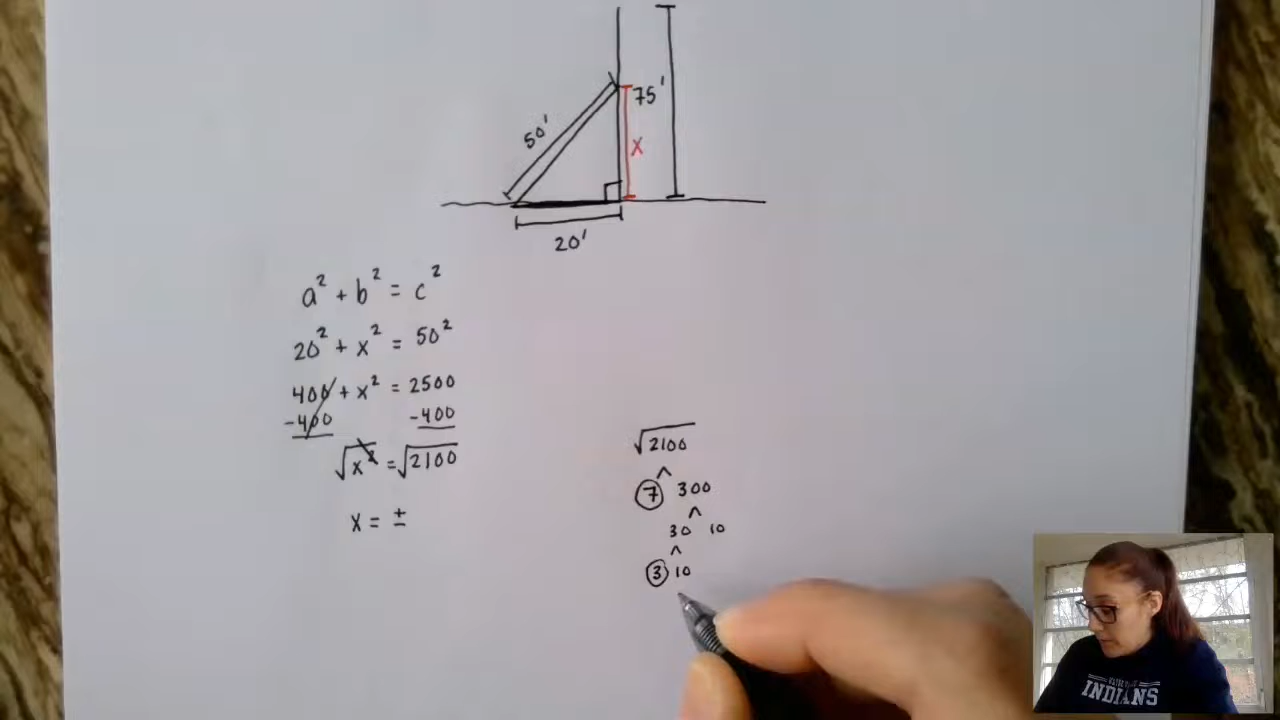 75'
50'
x
20'
a² + b² = c²
20² + x² = 50²
400 + x² = 2500
-400 -400
√x² = √2100
x = ±
√2100
7 300
30 10
3 10
INDIANS